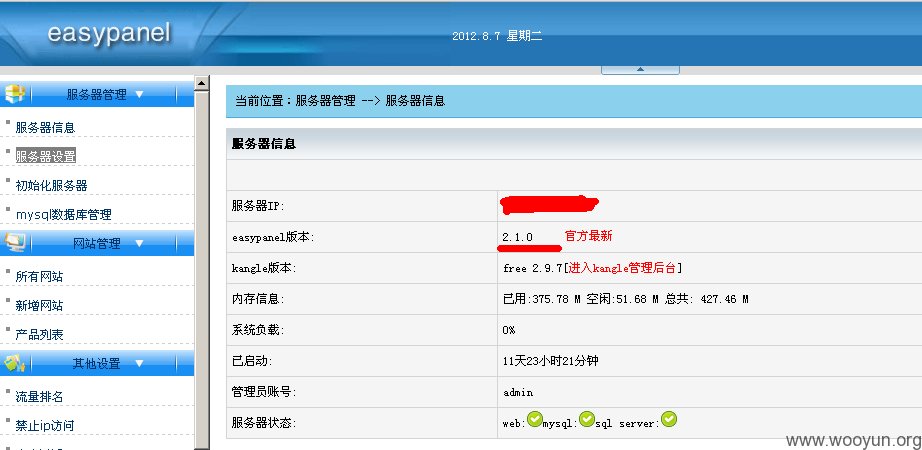 easypanel
2012.8.7 星期二
服务器管理
服务器信息
服务器设置
初始化服务器
mysql数据库管理
网站管理
所有网站
新增网站
产品列表
其他设置
流量排名
禁止ip访问
当前位置：服务器管理 --> 服务器信息
服务器信息
服务器IP:
easypanel版本: 2.1.0 官方最新
kangle版本: free 2.9.7[进入kangle管理后台]
内存信息: 已用:375.78 M 空闲:51.68 M 总共: 427.46 M
系统负载: 0%
已启动: 11天23小时21分钟
管理员账号: admin
服务器状态: web: mysql: sql server:
www.wooyun.org